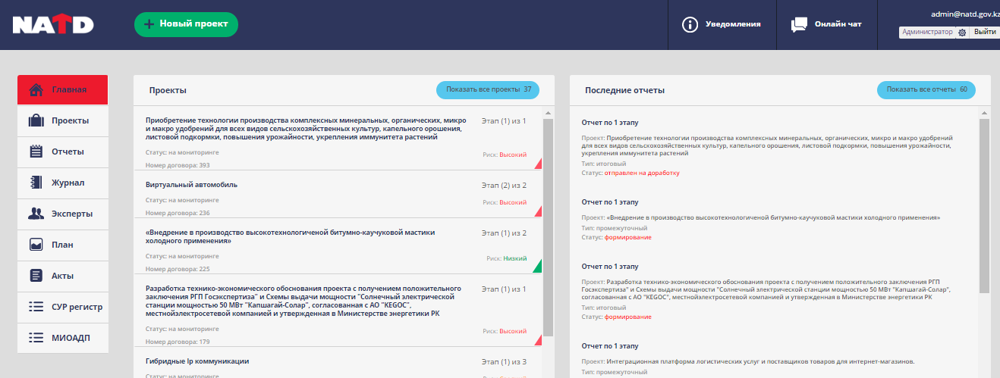 NATD
Новый проект
Уведомления
Онлайн чат
admin@natd.gov.kz
Администратор
Выйти
Главная
Проекты
Отчеты
Журнал
Эксперты
План
Акты
СУР регистр
МИОАДП
Проекты
Показать все проекты 37
Приобретение технологии производства комплексных минеральных, органических, микро
и макро удобрений для всех видов сельскохозяйственных культур, капельного орошения,
листовой подкормки, повышения урожайности, укрепления иммунитета растений
Этап (1) из 1
Статус: на мониторинге
Риск: Высокий
Номер договора: 393
Виртуальный автомобиль
Этап (2) из 2
Статус: на мониторинге
Риск: Высокий
Номер договора: 236
«Внедрение в производство высокотехнологиченой битумно-каучуковой мастики
холодного применения»
Этап (1) из 2
Статус: на мониторинге
Риск: Низкий
Номер договора: 225
Разработка технико-экономического обоснования проекта с получением положительного
заключения РГП Госэкспертиза" и Схемы выдачи мощности "Солнечный электрической
станции мощностью 50 МВт "Капшагай-Солар", согласованная с АО "KEGOC",
местнойэлектросетевой компанией и утвержденная в Министерстве энергетики РК
Этап (1) из 1
Статус: на мониторинге
Риск: Высокий
Номер договора: 179
Гибридные Ip коммуникации
Этап (1) из 3
Статус: на мониторинге
Последние отчеты
Показать все отчеты 60
Отчет по 1 этапу
Проект: Приобретение технологии производства комплексных минеральных, органических, микро и макро удобрений
для всех видов сельскохозяйственных культур, капельного орошения, листовой подкормки, повышения урожайности,
укрепления иммунитета растений
Тип: итоговый
Статус: отправлен на доработку
Отчет по 1 этапу
Проект: «Внедрение в производство высокотехнологиченой битумно-каучуковой мастики холодного применения»
Тип: промежуточный
Статус: формирование
Отчет по 1 этапу
Проект: Разработка технико-экономического обоснования проекта с получением положительного заключения РГП
Госэкспертиза" и Схемы выдачи мощности "Солнечный электрической станции мощностью 50 МВт "Капшагай-Солар",
согласованная с АО "KEGOC", местнойэлектросетевой компанией и утвержденная в Министерстве энергетики РК
Тип: итоговый
Статус: формирование
Отчет по 1 этапу
Проект: Интеграционная платформа логистических услуг и поставщиков товаров для интернет-магазинов.
Тип: промежуточный